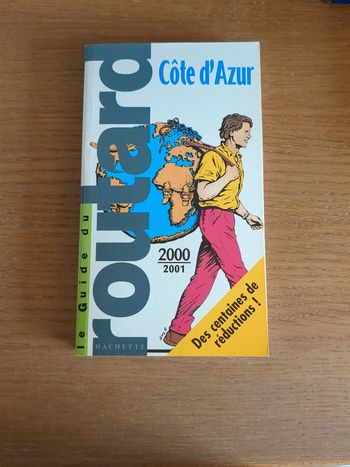 Le Guide du
routard
Côte d'Azur
2000
2001
Des centaines de
réductions !
HACHETTE